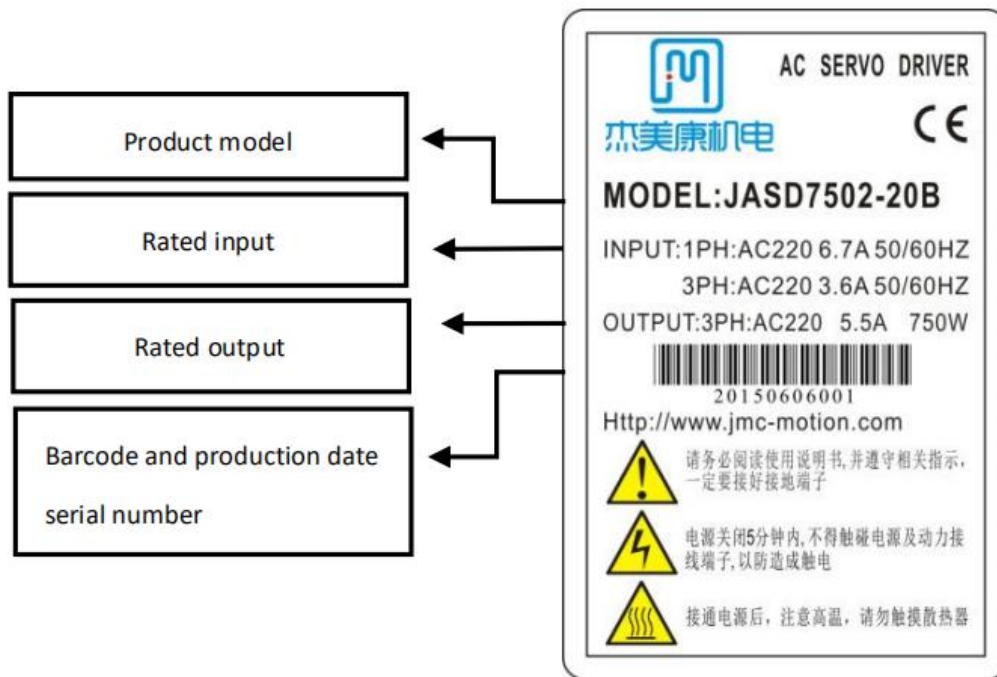 Product model
Rated input
Rated output
Barcode and production date
serial number
AC SERVO DRIVER
杰美康机电
CE
MODEL:JASD7502-20B
INPUT:1PH:AC220 6.7A 50/60HZ
3PH:AC220 3.6A 50/60HZ
OUTPUT:3PH:AC220 5.5A 750W
20150606001
Http://www.jmc-motion.com
请务必阅读使用说明书,并遵守相关指示,
一定要接好接地端子
电源关闭5分钟内,不得触碰电源及动力接
线端子,以防造成触电
接通电源后，注意高温，请勿触摸散热器